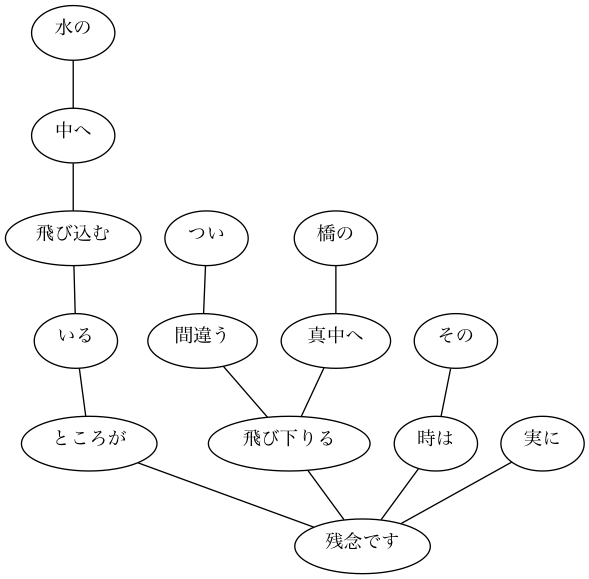 水の
中へ
飛び込む
つい
橋の
いる
間違う
真中へ
その
ところが
飛び下りる
時は
実に
残念です